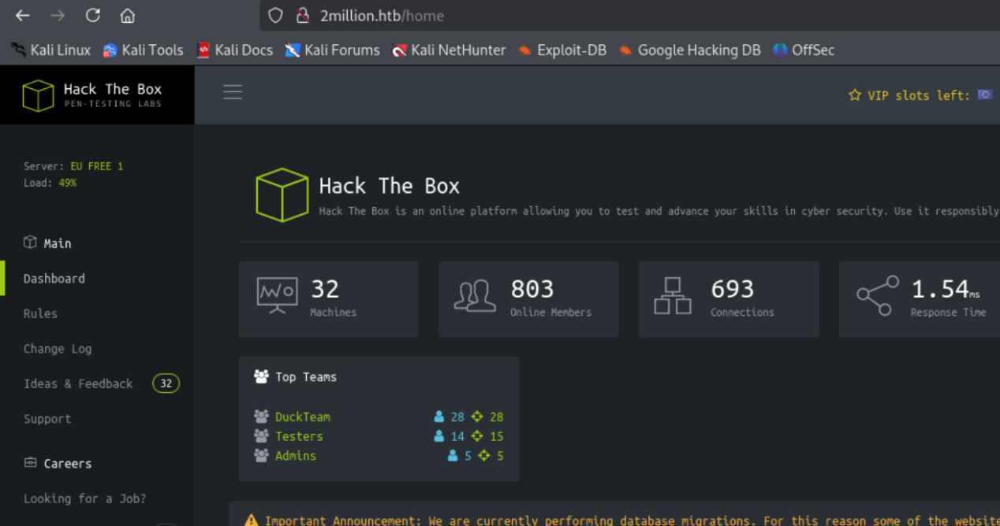 2million.htb/home
Kali Linux Kali Tools Kali Docs Kali Forums Kali NetHunter Exploit-DB Google Hacking DB OffSec
Hack The Box
PEN-TESTING LABS
VIP slots left:
Server: EU FREE 1
Load: 49%
Main
Dashboard
Rules
Change Log
Ideas & Feedback 32
Support
Careers
Looking for a Job?
Hack The Box
Hack The Box is an online platform allowing you to test and advance your skills in cyber security. Use it responsibly
32
Machines
803
Online Members
693
Connections
1.54ms
Response Time
Top Teams
DuckTeam 28 28
Testers 14 15
Admins 5 5
Important Announcement: We are currently performing database migrations. For this reason some of the website